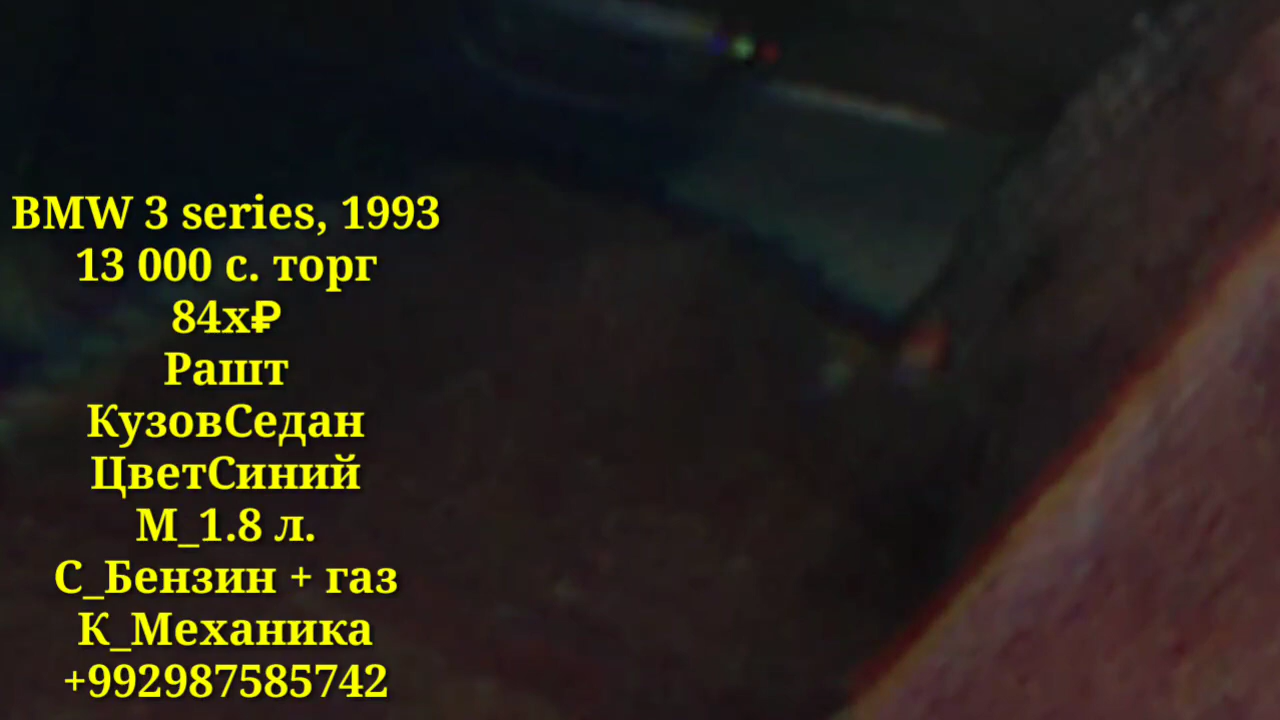 BMW 3 series, 1993
13 000 с. торг
84х₽
Рашт
КузовСедан
ЦветСиний
М_1.8 л.
С_Бензин + газ
К_Механика
+992987585742